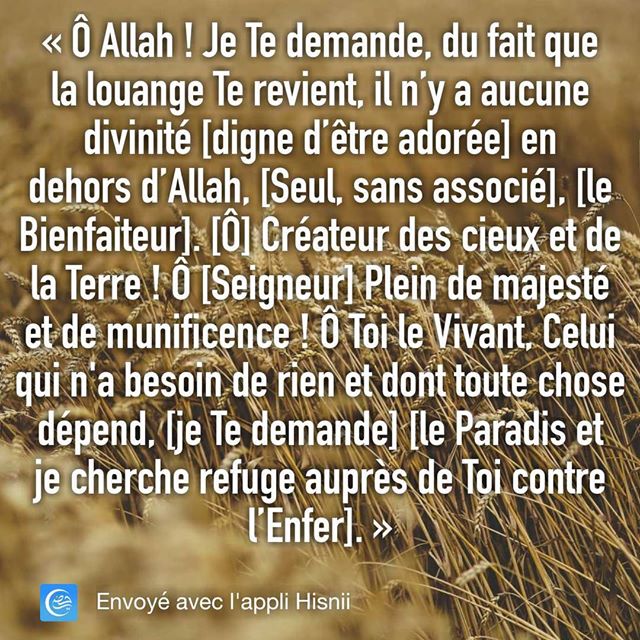 « Ô Allah ! Je Te demande, du fait que
la louange Te revient, il n’y a aucune
divinité [digne d’être adorée] en
dehors d’Allah, [Seul, sans associé], [le
Bienfaiteur]. [Ô] Créateur des cieux et de
la Terre ! Ô [Seigneur] Plein de majesté
et de munificence ! Ô Toi le Vivant, Celui
qui n'a besoin de rien et dont toute chose
dépend, [je Te demande] [le Paradis et
je cherche refuge auprès de Toi contre
l’Enfer]. »
Envoyé avec l'appli Hisnii